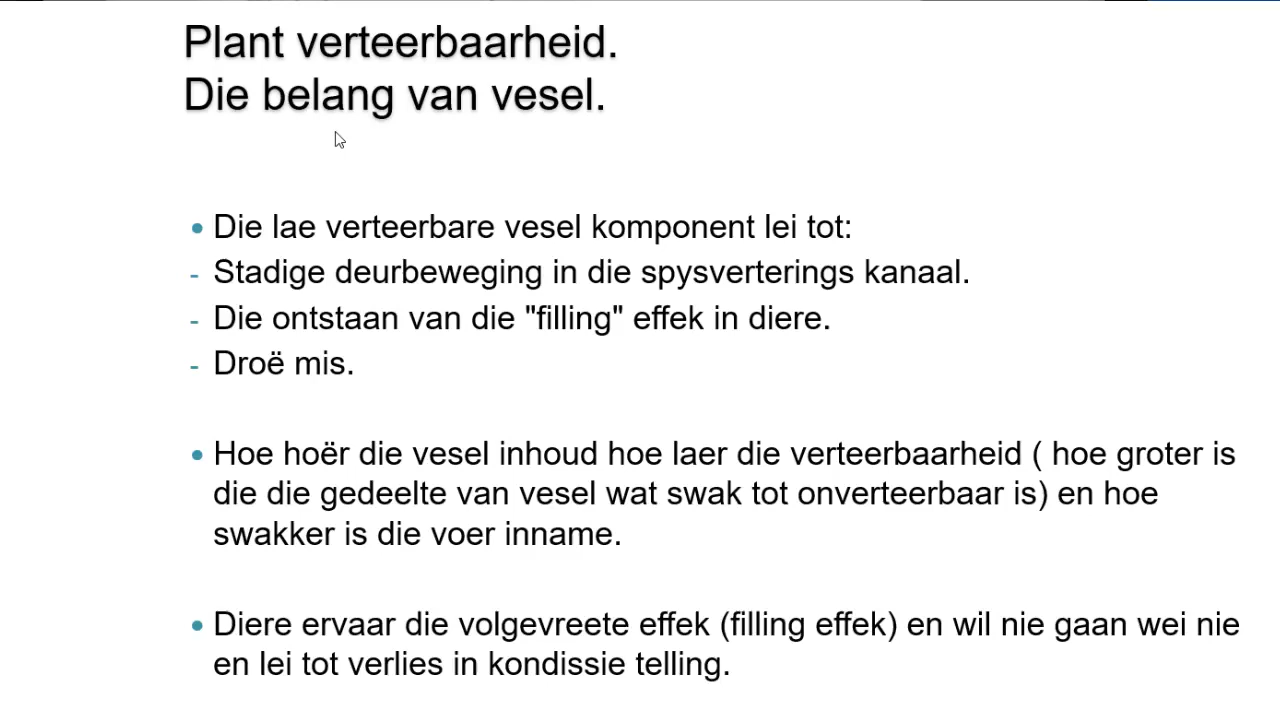 Plant verteerbaarheid.
Die belang van vesel.
• Die lae verteerbare vesel komponent lei tot:
- Stadige deurbeweging in die spysverterings kanaal.
- Die ontstaan van die "filling" effek in diere.
- Droë mis.
• Hoe hoër die vesel inhoud hoe laer die verteerbaarheid ( hoe groter is
die die gedeelte van vesel wat swak tot onverteerbaar is) en hoe
swakker is die voer inname.
• Diere ervaar die volgevreete effek (filling effek) en wil nie gaan wei nie
en lei tot verlies in kondissie telling.